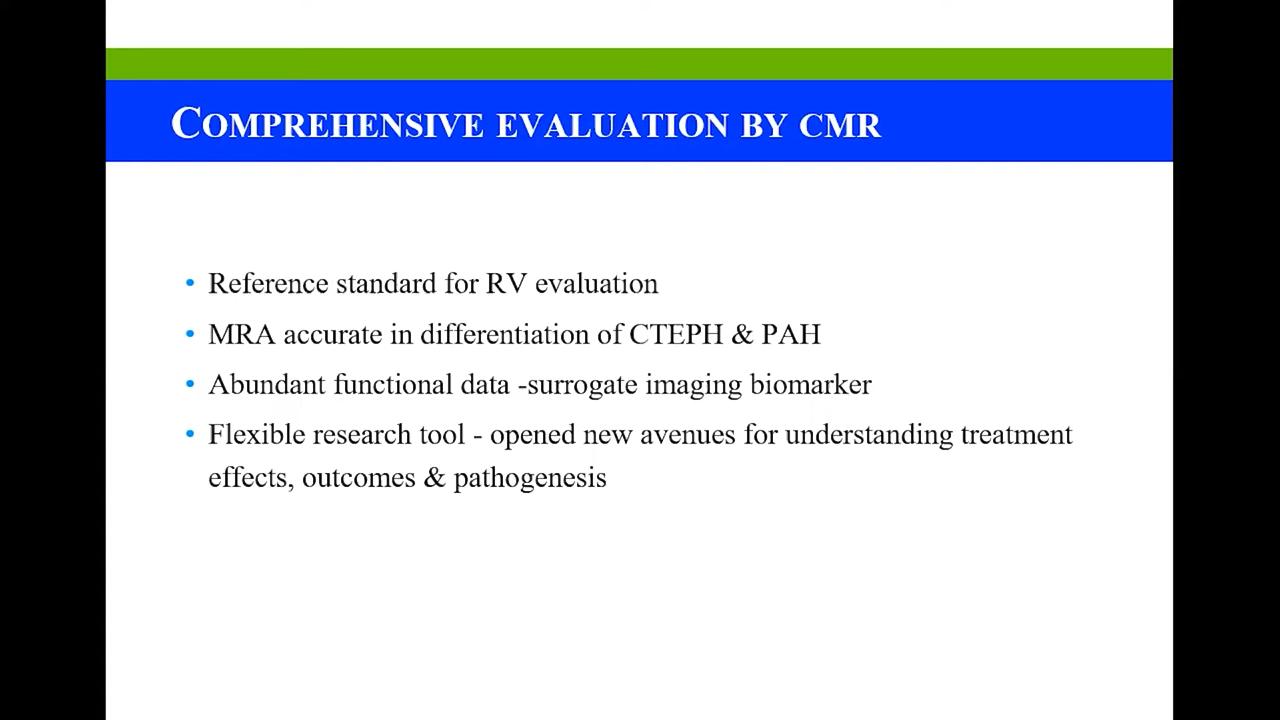 COMPREHENSIVE EVALUATION BY CMR
• Reference standard for RV evaluation
• MRA accurate in differentiation of CTEPH & PAH
• Abundant functional data -surrogate imaging biomarker
• Flexible research tool - opened new avenues for understanding treatment
effects, outcomes & pathogenesis